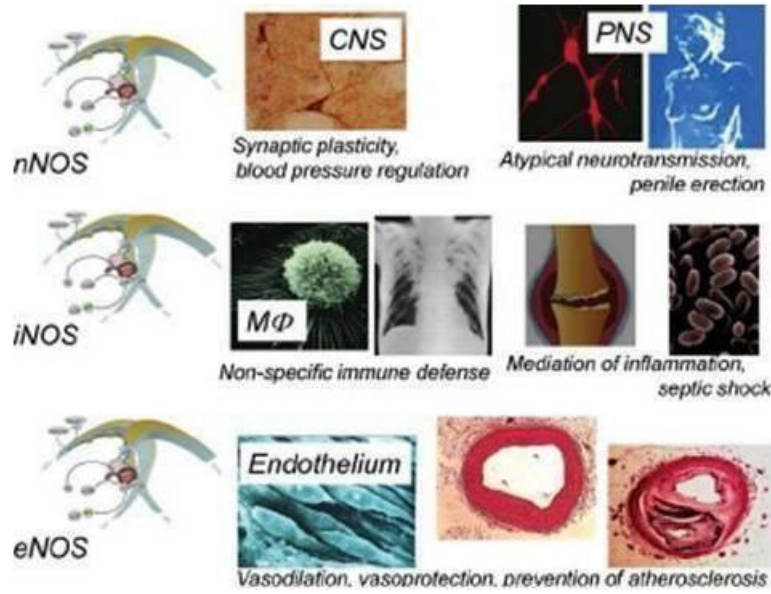 CNS
PNS
nNOS
Synaptic plasticity,
blood pressure regulation
Atypical neurotransmission,
penile erection
iNOS
MΦ
Non-specific immune defense
Mediation of inflammation,
septic shock
eNOS
Endothelium
Vasodilation, vasoprotection, prevention of atherosclerosis